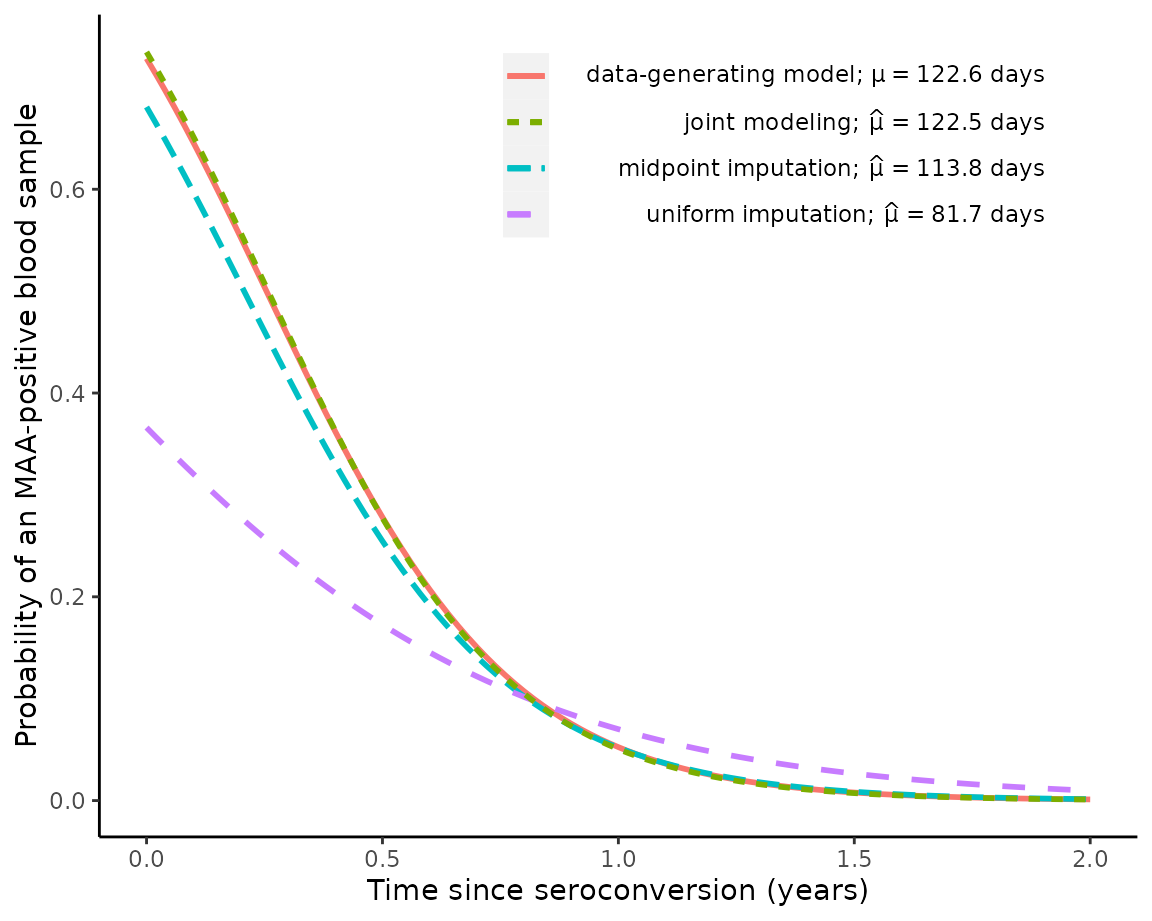 data-generating model; μ = 122.6 days
joint modeling; μ̂ = 122.5 days
midpoint imputation; μ̂ = 113.8 days
uniform imputation; μ̂ = 81.7 days
Probability of an MAA-positive blood sample
0.6
0.4
0.2
0.0
0.0 0.5 1.0 1.5 2.0
Time since seroconversion (years)